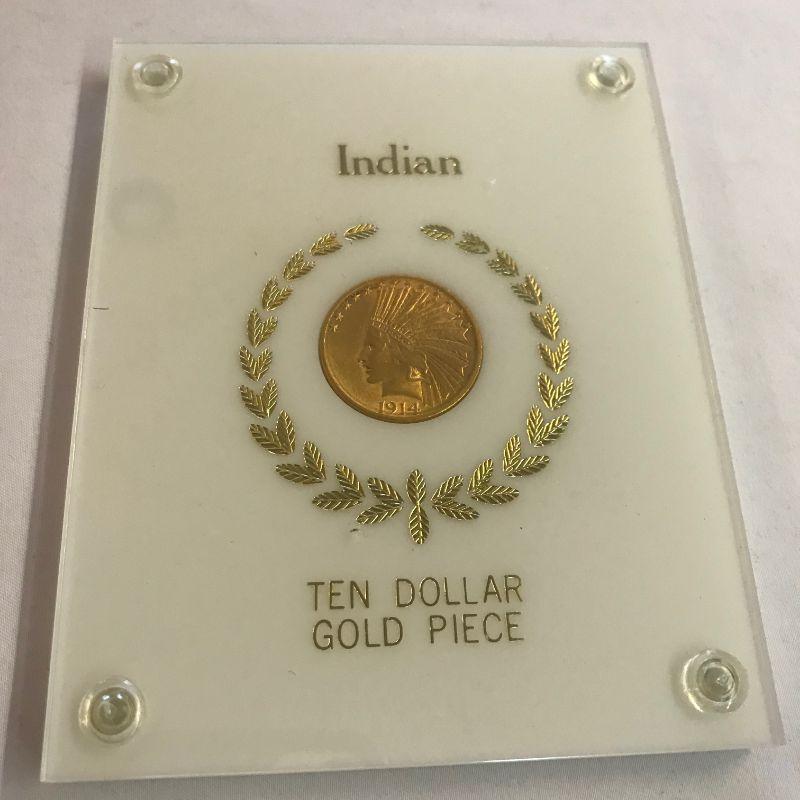 Indian
1914
TEN DOLLAR
GOLD PIECE